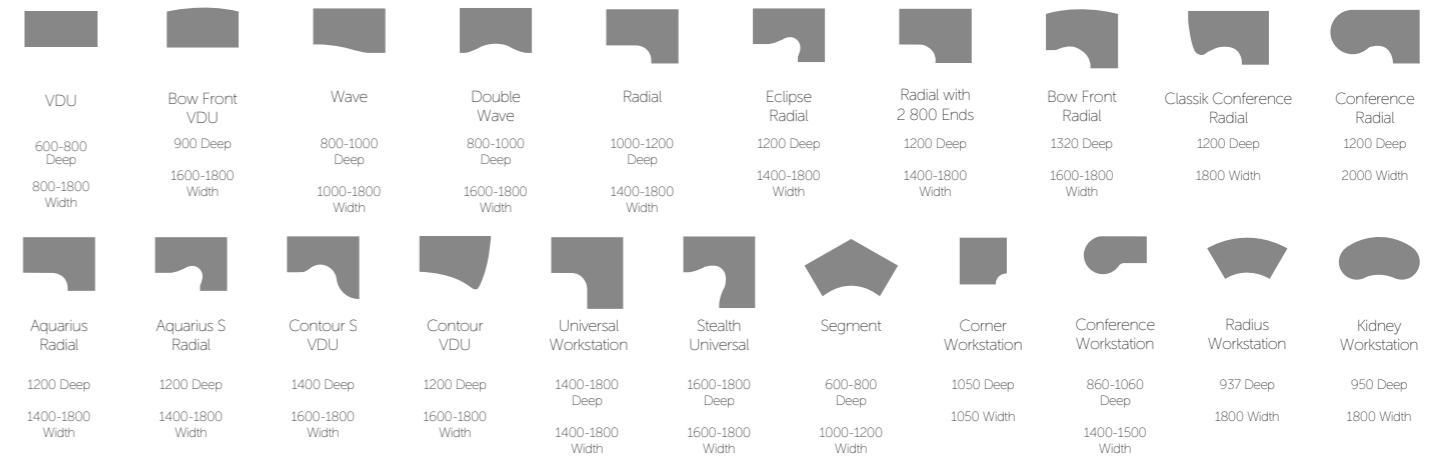 VDU
600-800
Deep
800-1800
Width
Bow Front
VDU
900 Deep
1600-1800
Width
Wave
800-1000
Deep
1000-1800
Width
Double
Wave
800-1000
Deep
1600-1800
Width
Radial
1000-1200
Deep
1400-1800
Width
Eclipse
Radial
1200 Deep
1400-1800
Width
Radial with
2 800 Ends
1200 Deep
1400-1800
Width
Bow Front
Radial
1320 Deep
1600-1800
Width
Classik Conference
Radial
1200 Deep
1800 Width
Conference
Radial
1200 Deep
2000 Width
Aquarius
Radial
1200 Deep
1400-1800
Width
Aquarius S
Radial
1200 Deep
1400-1800
Width
Contour S
VDU
1400 Deep
1600-1800
Width
Contour
VDU
1200 Deep
1600-1800
Width
Universal
Workstation
1400-1800
Deep
1400-1800
Width
Stealth
Universal
1600-1800
Deep
1600-1800
Width
Segment
600-800
Deep
1000-1200
Width
Corner
Workstation
1050 Deep
1050 Width
Conference
Workstation
860-1060
Deep
1400-1500
Width
Radius
Workstation
937 Deep
1800 Width
Kidney
Workstation
950 Deep
1800 Width